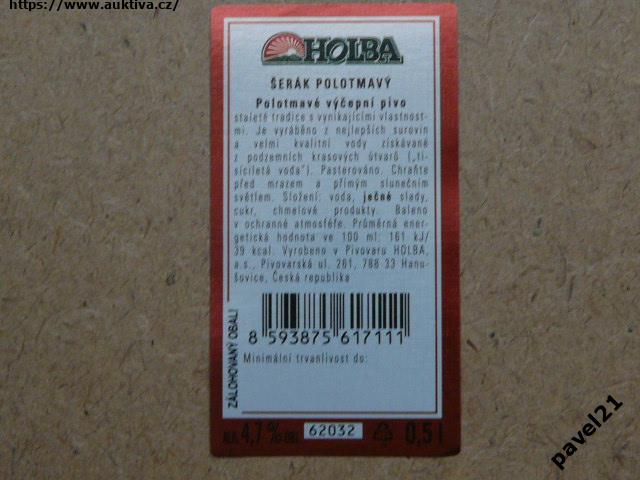 https://www.auktiva.cz/
HOLBA
ŠERÁK POLOTMAVÝ
Polotmavé výčepní pivo
staleté tradice s vynikajícími vlastnost-
mi. Je vyráběno z nejlepších surovin
a velmi kvalitní vody získávané
z podzemních krasových útvarů („ti-
síciletá voda"). Pasterováno. Chraňte
před mrazem a přímým slunečním
světlem. Složení: voda, ječné slady,
cukr, chmelové produkty. Baleno
v ochranné atmosféře. Průměrná ener-
getická hodnota ve 100 ml: 161 kJ/
39 kcal. Vyrobeno v Pivovaru HOLBA,
a.s., Pivovarská ul. 261, 788 33 Hanu-
šovice, Česká republika
8 593875 617111
Minimální trvanlivost do:
ZÁLOHOVANÝ OBAL!
ALK. 4,7 % OBJ. 62032 0,5 l
pavel21